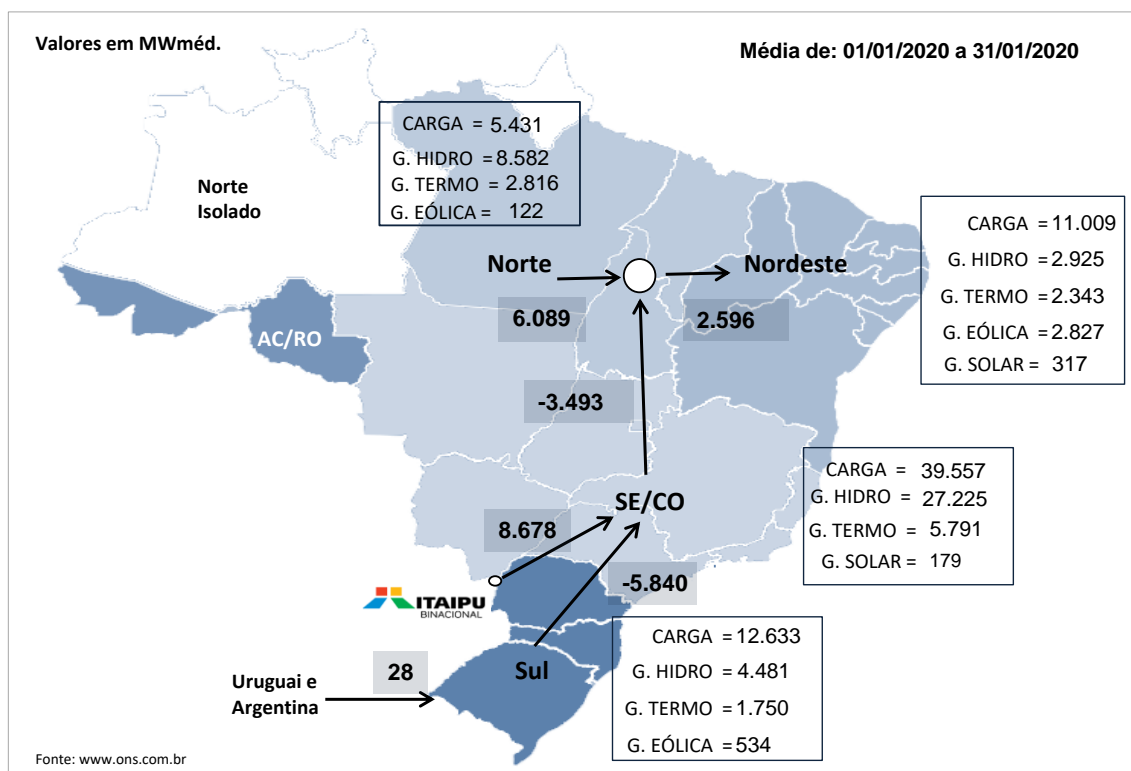 Valores em MWméd.
Média de: 01/01/2020 a 31/01/2020
CARGA = 5.431
G. HIDRO = 8.582
G. TERMO = 2.816
G. EÓLICA = 122
Norte
Isolado
CARGA = 11.009
G. HIDRO = 2.925
G. TERMO = 2.343
G. EÓLICA = 2.827
G. SOLAR = 317
Norte
Nordeste
6.089
2.596
AC/RO
-3.493
CARGA = 39.557
G. HIDRO = 27.225
G. TERMO = 5.791
G. SOLAR = 179
SE/CO
8.678
-5.840
ITAIPU
BINACIONAL
CARGA = 12.633
G. HIDRO = 4.481
G. TERMO = 1.750
G. EÓLICA = 534
Sul
28
Uruguai e
Argentina
Fonte: www.ons.com.br